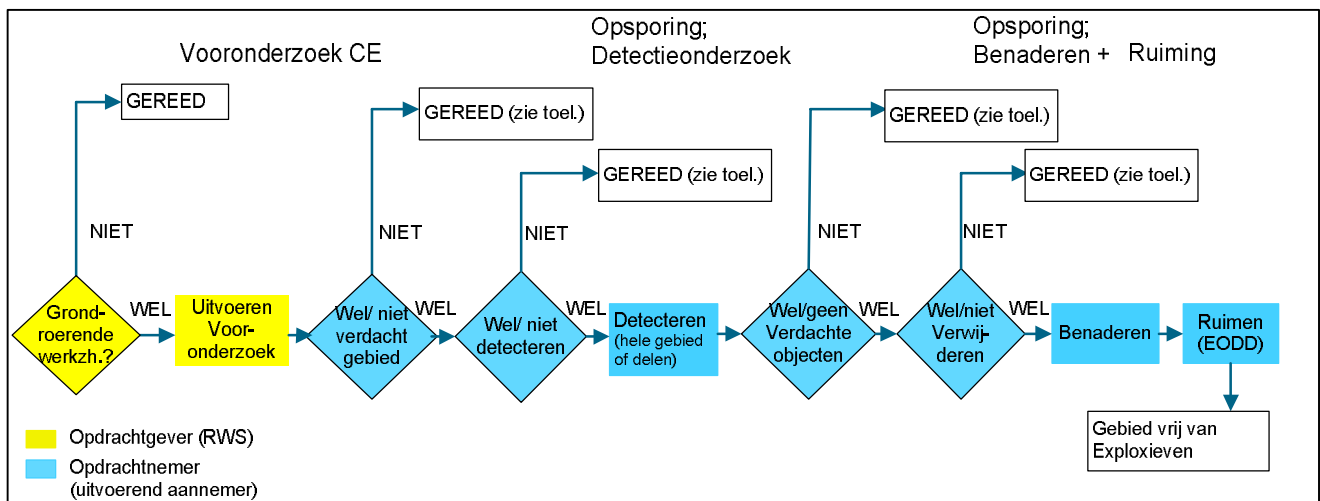 Vooronderzoek CE
Opsporing;
Detectieonderzoek
Opsporing;
Benaderen + Ruiming
GEREED
GEREED (zie toel.)
GEREED (zie toel.)
GEREED (zie toel.)
GEREED (zie toel.)
NIET
NIET
NIET
NIET
NIET
Grond-
roerende
werkzh.?
WEL
Uitvoeren
Voor-
onderzoek
Wel/ niet
verdacht
gebied
WEL
Wel/ niet
detecteren
WEL
Detecteren
(hele gebied
of delen)
Wel/geen
Verdachte
objecten
WEL
Wel/niet
Verwij-
deren
WEL
Benaderen
Ruimen
(EODD)
Gebied vrij van
Exploxieven
Opdrachtgever (RWS)
Opdrachtnemer
(uitvoerend aannemer)